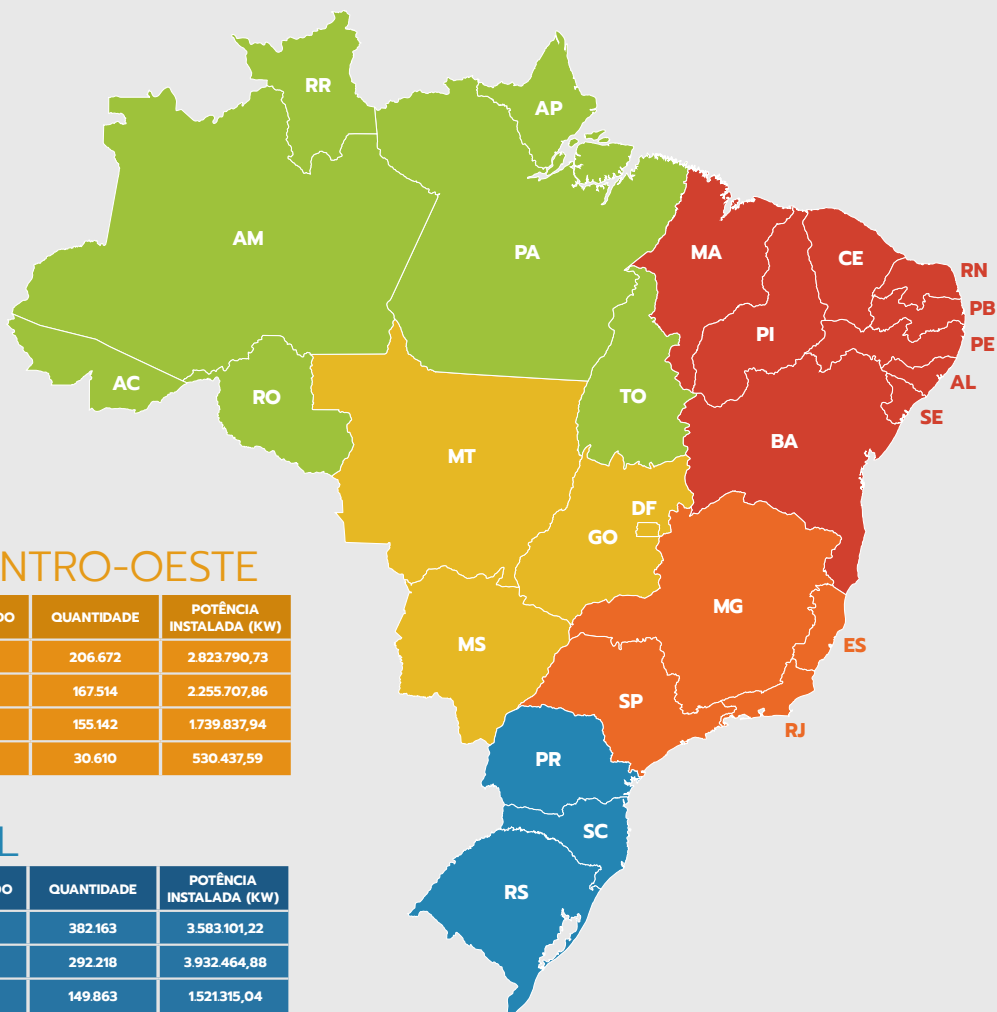 RR
AP
AM
PA
MA
CE
RN
PB
PE
AL
SE
PI
AC
RO
TO
BA
MT
DF
GO
MG
ES
MS
SP
RJ
PR
SC
RS
NTRO-OESTE
DO QUANTIDADE POTÊNCIA
INSTALADA (KW)
206.672 2.823.790,73
167.514 2.255.707,86
155.142 1.739.837,94
30.610 530.437,59
L
DO QUANTIDADE POTÊNCIA
INSTALADA (KW)
382.163 3.583.101,22
292.218 3.932.464,88
149.863 1.521.315,04